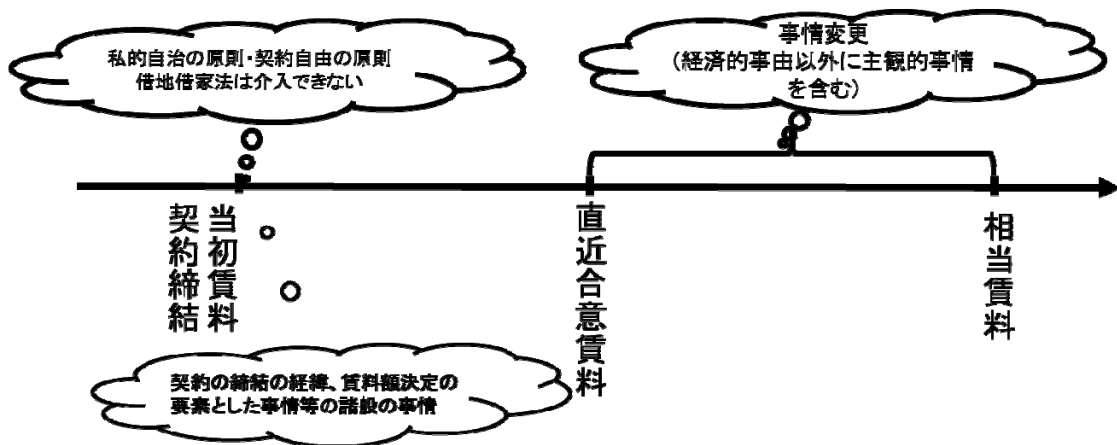 私的自治の原則・契約自由の原則
借地借家法は介入できない
事情変更
（経済的事由以外に主観的事情
を含む）
当初賃料
契約締結
直近合意賃料
相当賃料
契約の締結の経緯、賃料額決定の
要素とした事情等の諸般の事情